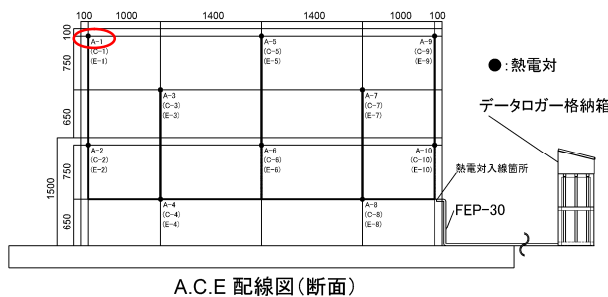 100 1000 1400 1400 1000 100
100
750
650
750
650
1500
A-1
(C-1)
(E-1)
A-5
(C-5)
(E-5)
A-9
(C-9)
(E-9)
A-3
(C-3)
(E-3)
A-7
(C-7)
(E-7)
A-2
(C-2)
(E-2)
A-6
(C-6)
(E-6)
A-10
(C-10)
(E-10)
A-4
(C-4)
(E-4)
A-8
(C-8)
(E-8)
●:熱電対
データロガー格納箱
熱電対入線箇所
FEP-30
A.C.E 配線図(断面)